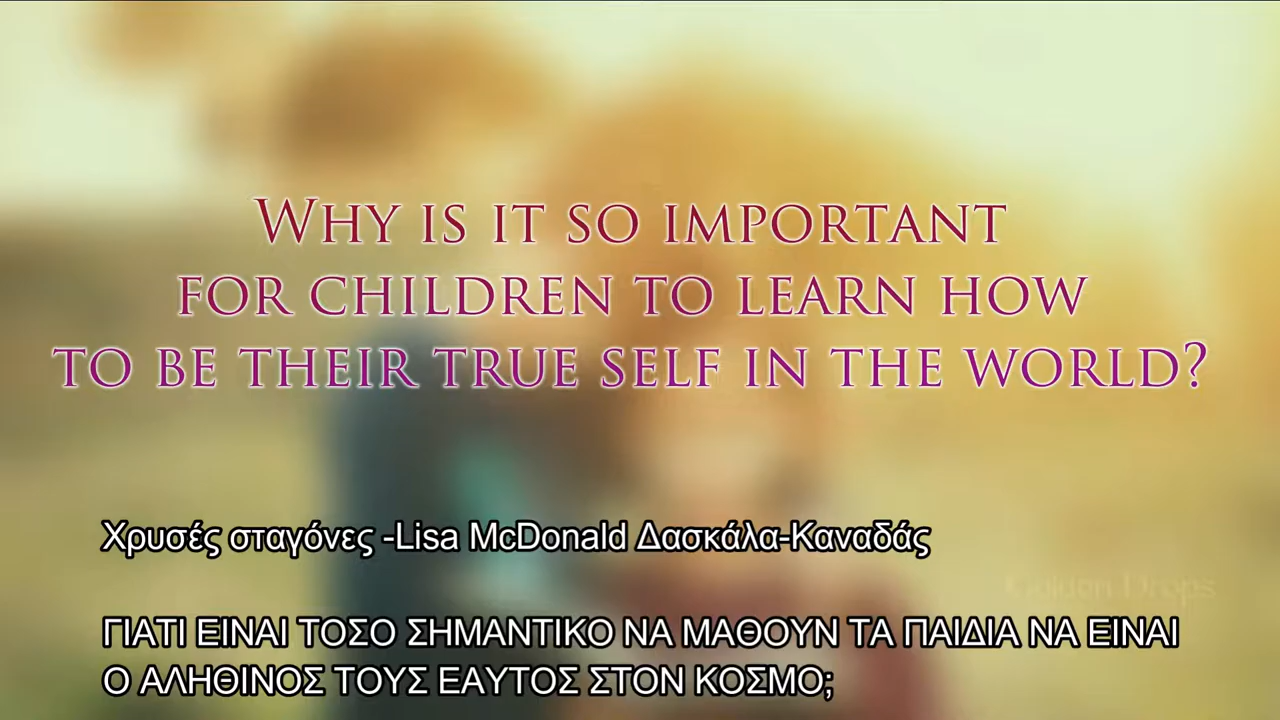 Why is it so important
for children to learn how
to be their true self in the world?
Χρυσές σταγόνες -Lisa McDonald Δασκάλα-Καναδάς
Golden Drops
ΓΙΑΤΙ ΕΙΝΑΙ ΤΟΣΟ ΣΗΜΑΝΤΙΚΟ ΝΑ ΜΑΘΟΥΝ ΤΑ ΠΑΙΔΙΑ ΝΑ ΕΙΝΑΙ
Ο ΑΛΗΘΙΝΟΣ ΤΟΥΣ ΕΑΥΤΟΣ ΣΤΟΝ ΚΟΣΜΟ;